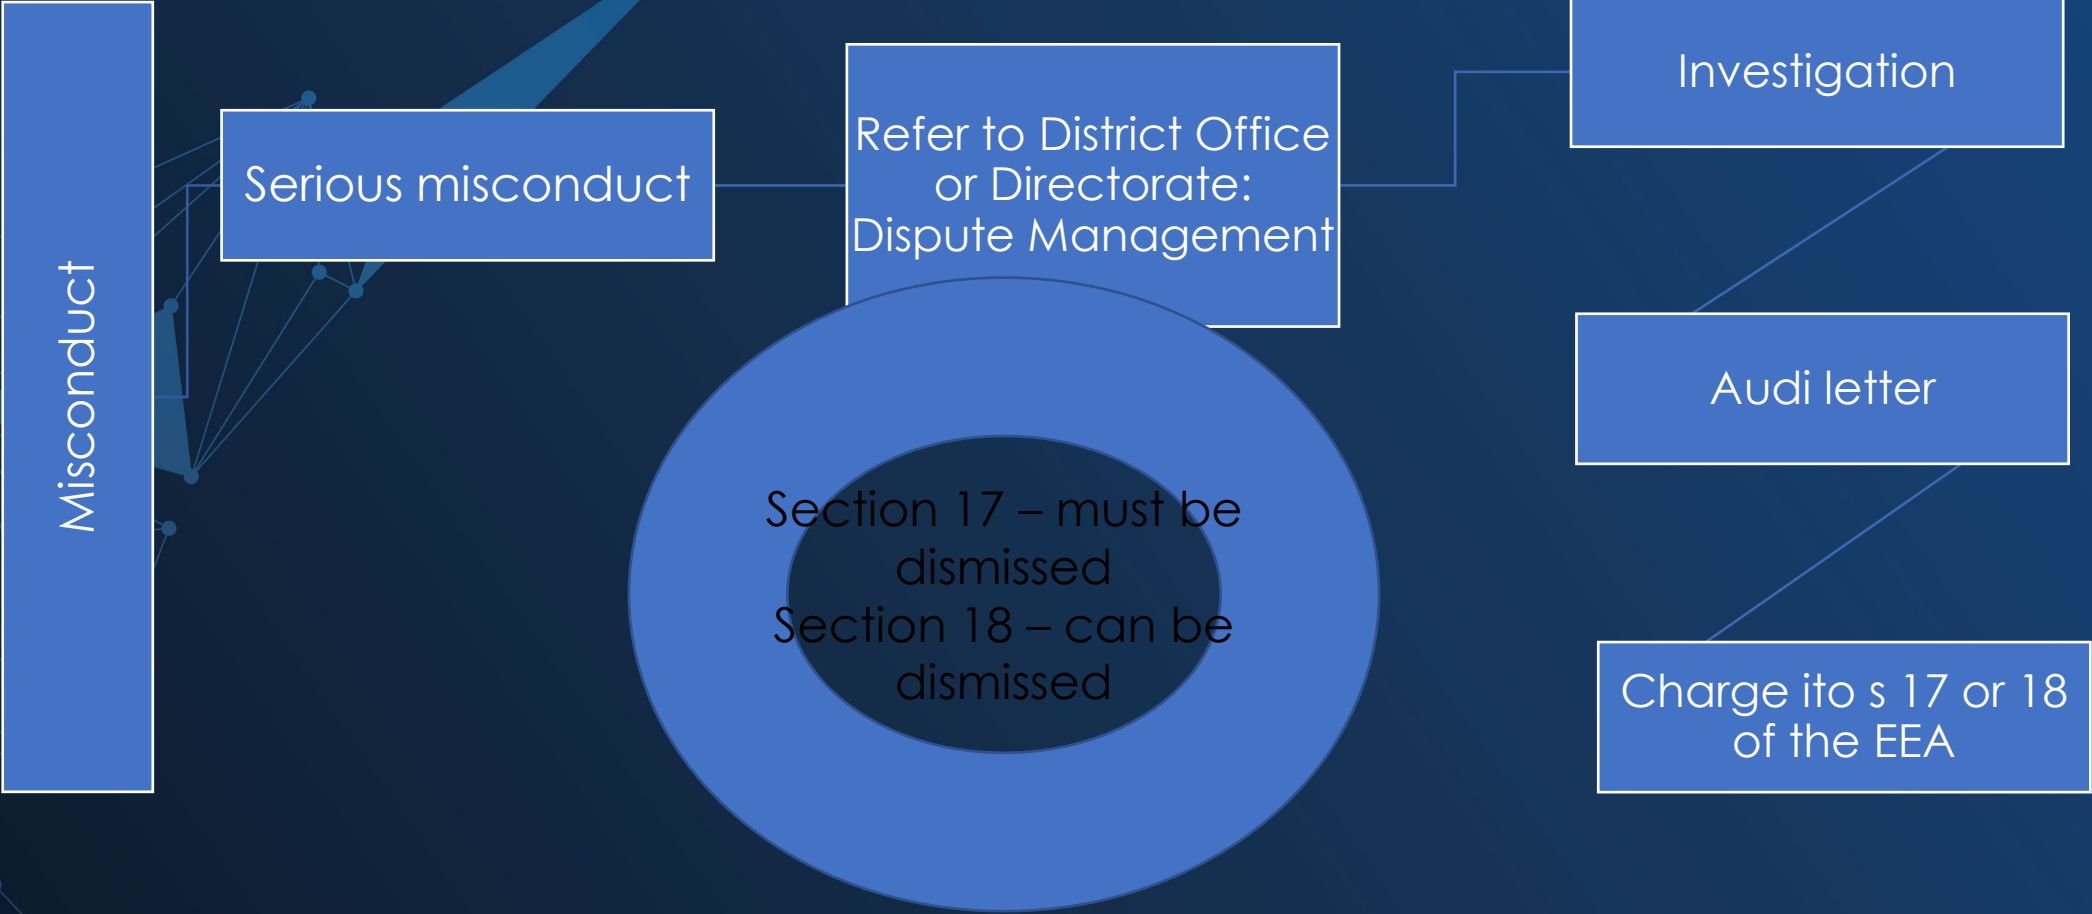 Misconduct
Serious misconduct
Refer to District Office
or Directorate:
Dispute Management
Investigation
Audi letter
Charge ito s 17 or 18
of the EEA
Section 17 – must be
dismissed
Section 18 – can be
dismissed